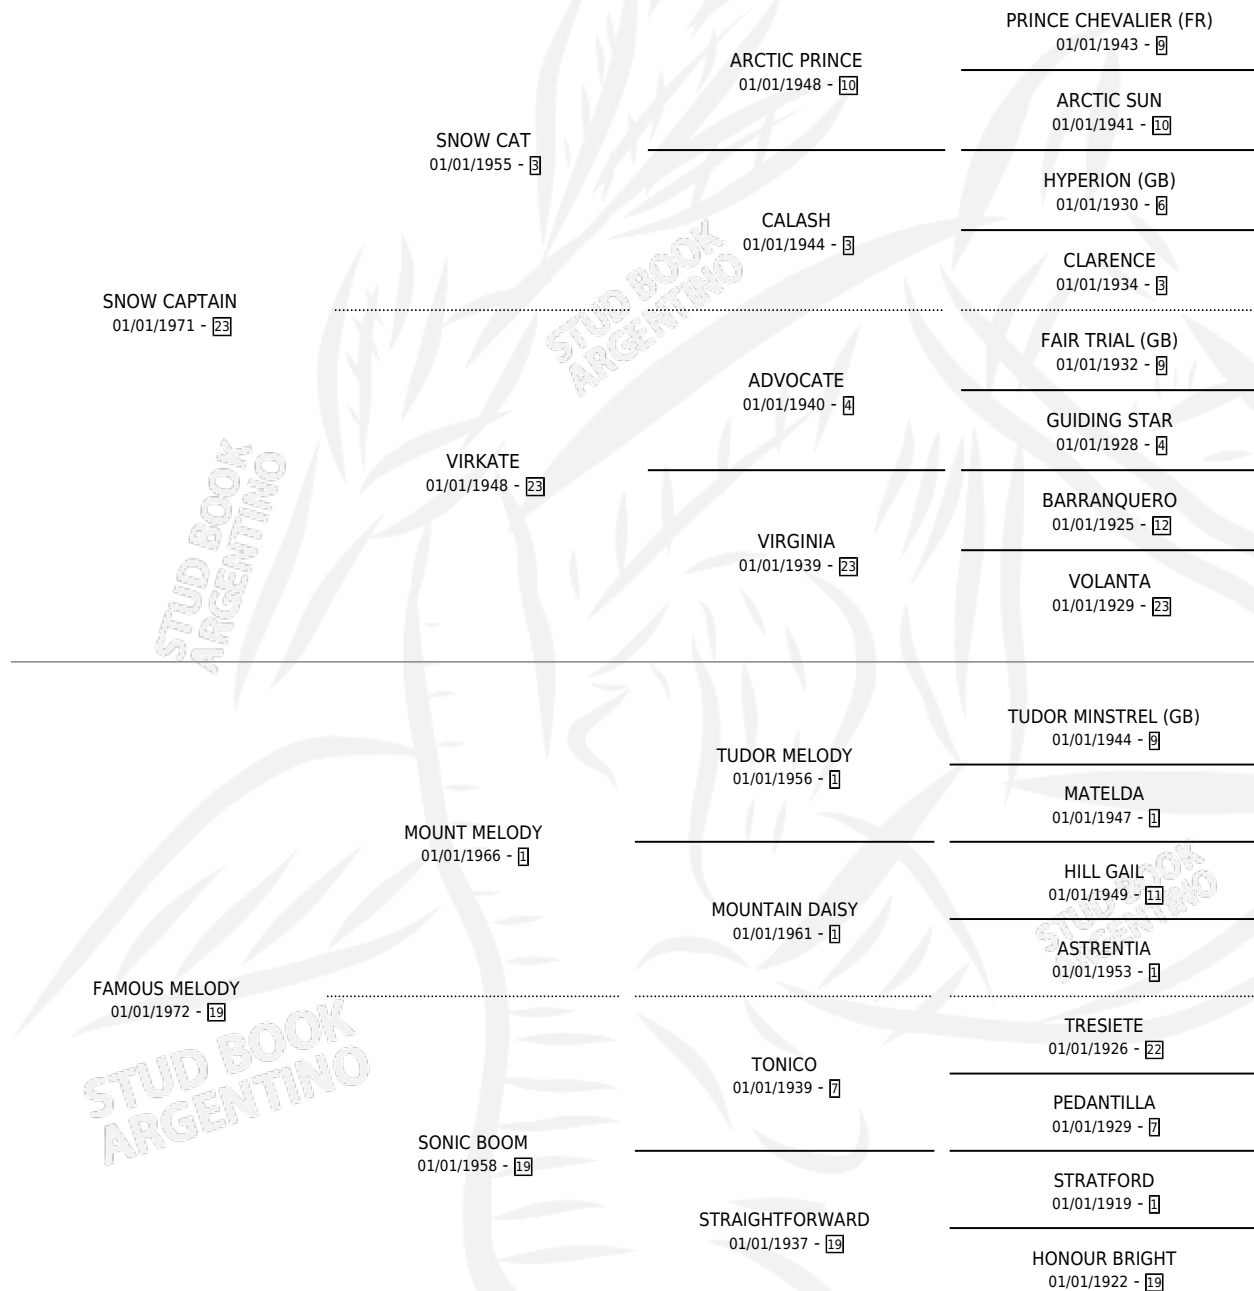 PRINCE CHEVALIER (FR)
01/01/1943 - 9
ARCTIC PRINCE
01/01/1948 - 10
ARCTIC SUN
01/01/1941 - 10
SNOW CAT
01/01/1955 - 3
HYPERION (GB)
01/01/1930 - 6
CALASH
01/01/1944 - 3
CLARENCE
01/01/1934 - 3
SNOW CAPTAIN
01/01/1971 - 23
FAIR TRIAL (GB)
01/01/1932 - 9
ADVOCATE
01/01/1940 - 4
GUIDING STAR
01/01/1928 - 4
VIRKATE
01/01/1948 - 23
BARRANQUERO
01/01/1925 - 12
VIRGINIA
01/01/1939 - 23
VOLANTA
01/01/1929 - 23
STUD BOOK
ARGENTINO
STUD BOOK
ARGENTINO
TUDOR MINSTREL (GB)
01/01/1944 - 9
TUDOR MELODY
01/01/1956 - 1
MATELDA
01/01/1947 - 1
MOUNT MELODY
01/01/1966 - 1
HILL GAIL
01/01/1949 - 11
MOUNTAIN DAISY
01/01/1961 - 1
ASTRENTIA
01/01/1953 - 1
STUD BOOK
ARGENTINO
FAMOUS MELODY
01/01/1972 - 19
TRESIETE
01/01/1926 - 22
TONICO
01/01/1939 - 7
PEDANTILLA
01/01/1929 - 7
STUD BOOK
ARGENTINO
SONIC BOOM
01/01/1958 - 19
STRATFORD
01/01/1919 - 1
STRAIGHTFORWARD
01/01/1937 - 19
HONOUR BRIGHT
01/01/1922 - 19